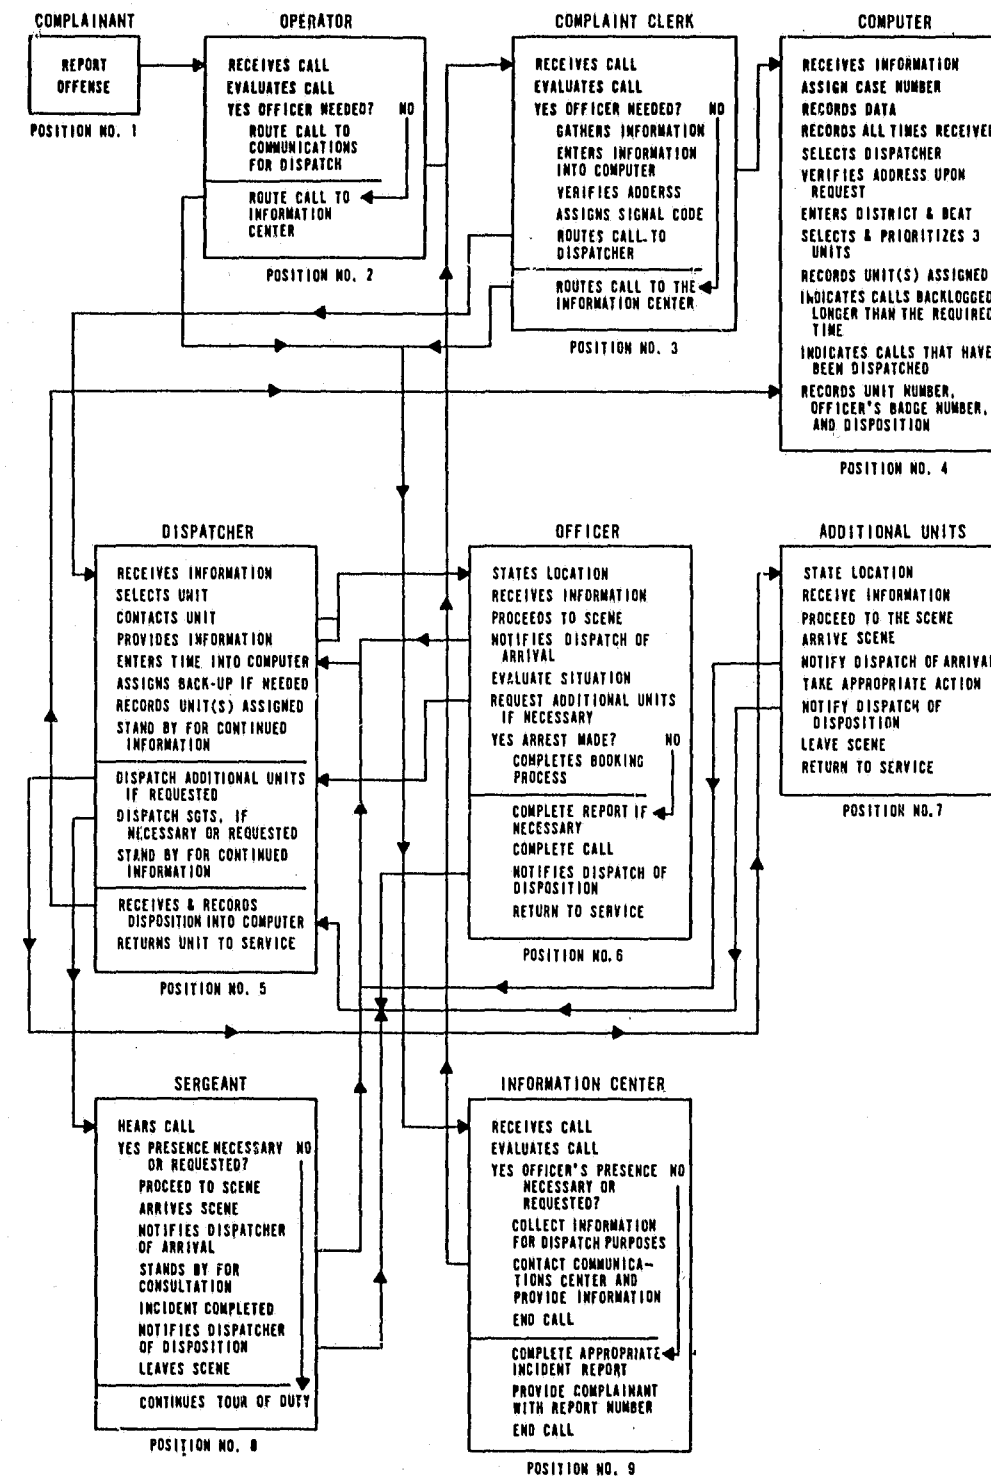 COMPLAINANT
REPORT
OFFENSE
POSITION NO. 1
OPERATOR
RECEIVES CALL
EVALUATES CALL
YES OFFICER NEEDED? NO
ROUTE CALL TO
COMMUNICATIONS
FOR DISPATCH
ROUTE CALL TO
INFORMATION
CENTER
POSITION NO. 2
COMPLAINT CLERK
RECEIVES CALL
EVALUATES CALL
YES OFFICER NEEDED? NO
GATHERS INFORMATION
ENTERS INFORMATION
INTO COMPUTER
VERIFIES ADDERSS
ASSIGNS SIGNAL CODE
ROUTES CALL TO
DISPATCHER
ROUTES CALL TO THE
INFORMATION CENTER
POSITION NO. 3
COMPUTER
RECEIVES INFORMATION
ASSIGN CASE NUMBER
RECORDS DATA
RECORDS ALL TIMES RECEIVE
SELECTS DISPATCHER
VERIFIES ADDRESS UPON
REQUEST
ENTERS DISTRICT & BEAT
SELECTS & PRIORITIZES 3
UNITS
RECORDS UNIT(S) ASSIGNED
INDICATES CALLS BACKLOGGED
LONGER THAN THE REQUIRED
TIME
INDICATES CALLS THAT HAVE
BEEN DISPATCHED
RECORDS UNIT NUMBER,
OFFICER'S BADGE NUMBER,
AND DISPOSITION
POSITION NO. 4
DISPATCHER
RECEIVES INFORMATION
SELECTS UNIT
CONTACTS UNIT
PROVIDES INFORMATION
ENTERS TIME INTO COMPUTER
ASSIGNS BACK-UP IF NEEDED
RECORDS UNIT(S) ASSIGNED
STAND BY FOR CONTINUED
INFORMATION
DISPATCH ADDITIONAL UNITS
IF REQUESTED
DISPATCH SGTS. IF
NECESSARY OR REQUESTED
STAND BY FOR CONTINUED
INFORMATION
RECEIVES & RECORDS
DISPOSITION INTO COMPUTER
RETURNS UNIT TO SERVICE
POSITION NO. 5
OFFICER
STATES LOCATION
RECEIVES INFORMATION
PROCEEDS TO SCENE
NOTIFIES DISPATCH OF
ARRIVAL
EVALUATE SITUATION
REQUEST ADDITIONAL UNITS
IF NECESSARY
YES ARREST MADE? NO
COMPLETES BOOKING
PROCESS
COMPLETE REPORT IF
NECESSARY
COMPLETE CALL
NOTIFIES DISPATCH OF
DISPOSITION
RETURN TO SERVICE
POSITION NO. 6
ADDITIONAL UNITS
STATE LOCATION
RECEIVE INFORMATION
PROCEED TO THE SCENE
ARRIVE SCENE
NOTIFY DISPATCH OF ARRIVAL
TAKE APPROPRIATE ACTION
NOTIFY DISPATCH OF
DISPOSITION
LEAVE SCENE
RETURN TO SERVICE
POSITION NO. 7
SERGEANT
HEARS CALL
YES PRESENCE NECESSARY NO
OR REQUESTED?
PROCEED TO SCENE
ARRIVES SCENE
NOTIFIES DISPATCHER
OF ARRIVAL
STANDS BY FOR
CONSULTATION
INCIDENT COMPLETED
NOTIFIES DISPATCHER
OF DISPOSITION
LEAVES SCENE
CONTINUES TOUR OF DUTY
POSITION NO. 8
INFORMATION CENTER
RECEIVES CALL
EVALUATES CALL
YES OFFICER'S PRESENCE NO
NECESSARY OR
REQUESTED?
COLLECT INFORMATION
FOR DISPATCH PURPOSES
CONTACT COMMUNICA-
TIONS CENTER AND
PROVIDE INFORMATION
END CALL
COMPLETE APPROPRIATE
INCIDENT REPORT
PROVIDE COMPLAINANT
WITH REPORT NUMBER
END CALL
POSITION NO. 9